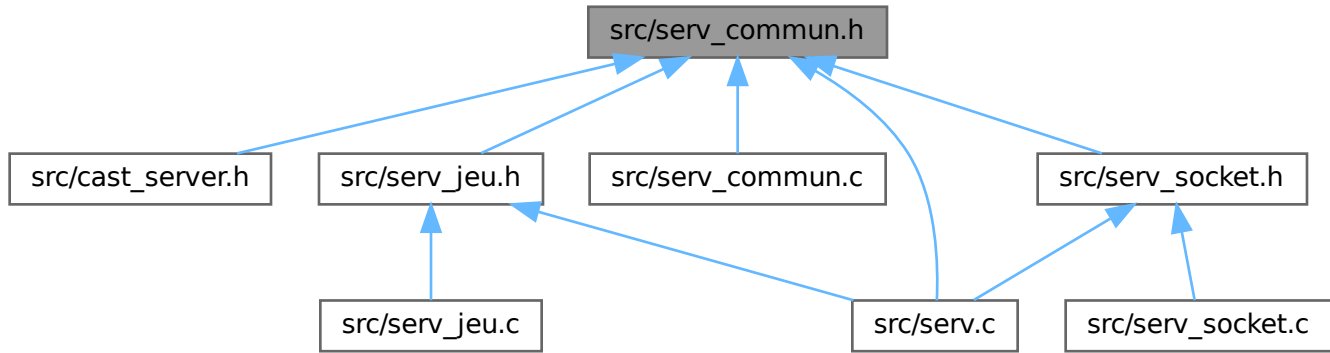 src/serv_commun.h
src/cast_server.h
src/serv_jeu.h
src/serv_commun.c
src/serv_socket.h
src/serv_jeu.c
src/serv.c
src/serv_socket.c